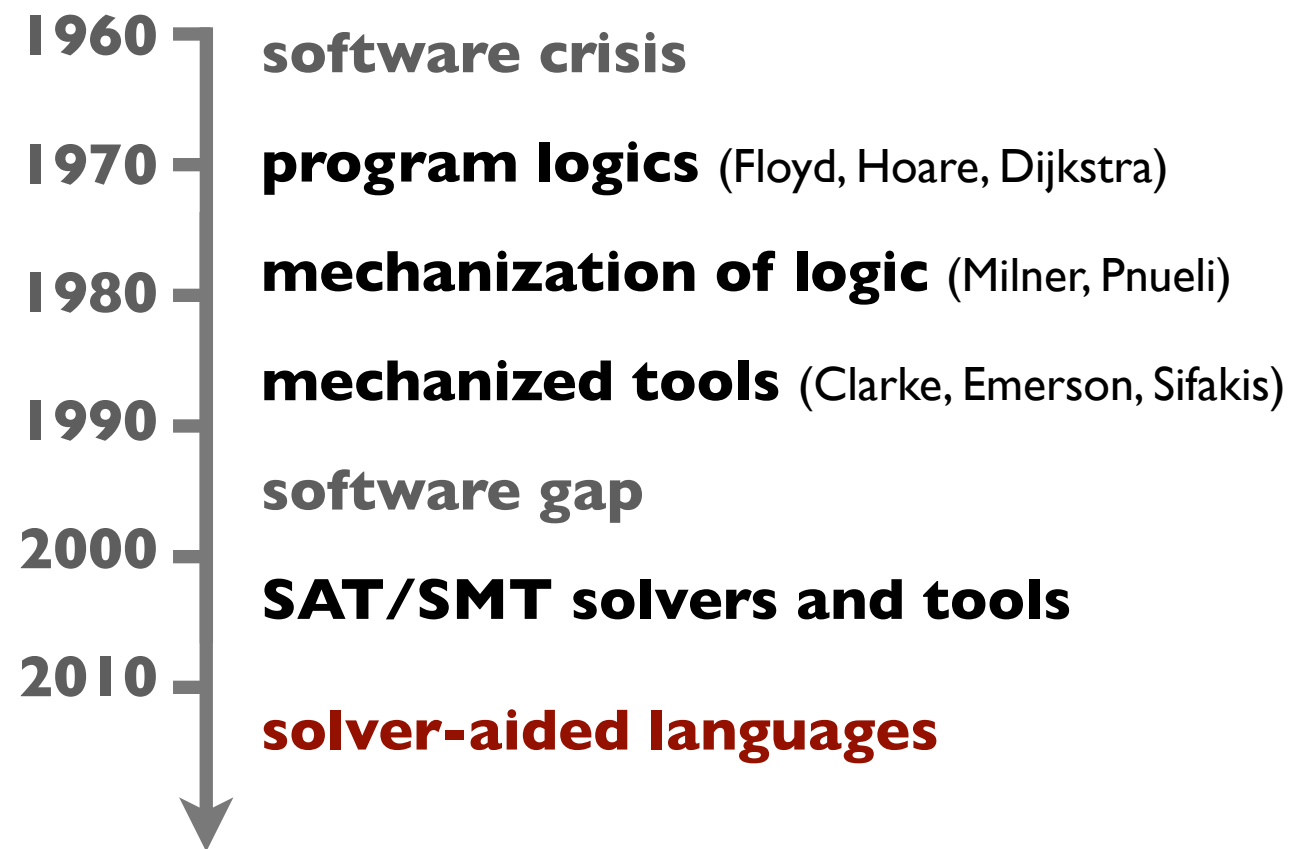 1960
software crisis
1970
program logics (Floyd, Hoare, Dijkstra)
mechanization of logic (Milner, Pnueli)
1980
mechanized tools (Clarke, Emerson, Sifakis)
1990
software gap
2000
SAT/SMT solvers and tools
2010
solver-aided languages